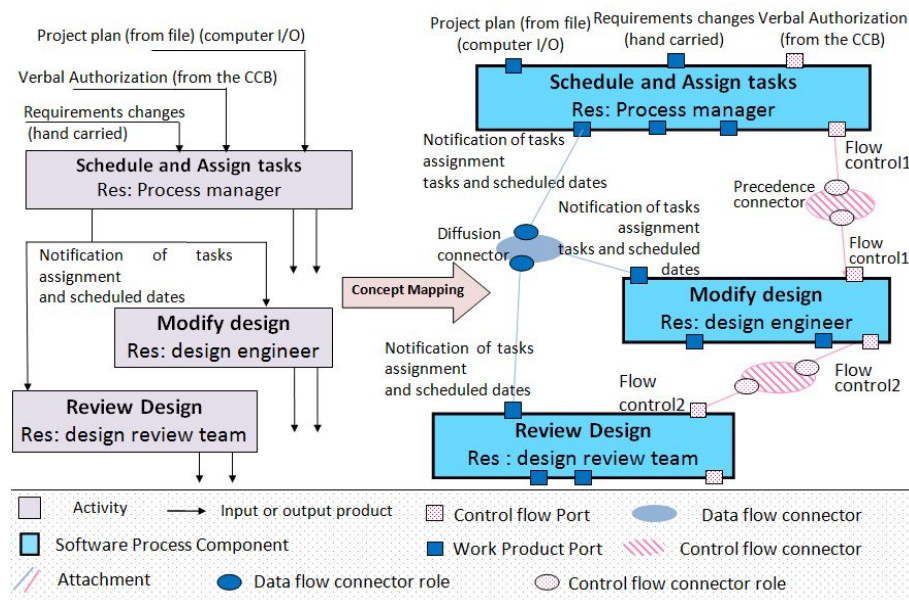 Project plan (from file) (computer I/O)
Verbal Authorization (from the CCB)
Requirements changes
(hand carried)
Schedule and Assign tasks
Res: Process manager
Notification of tasks
assignment
and scheduled dates
Modify design
Res: design engineer
Review Design
Res: design review team
Concept Mapping
Project plan (from file)
(computer I/O)
Requirements changes
(hand carried)
Verbal Authorization
(from the CCB)
Schedule and Assign tasks
Res: Process manager
Notification of tasks
assignment
tasks and scheduled dates
Flow
control1
Precedence
connector
Notification of tasks
assignment
tasks and scheduled
dates
Diffusion
connector
Flow
control1
Modify design
Res: design engineer
Notification of tasks
assignment
and scheduled dates
Flow
control2
Flow
control2
Review Design
Res : design review team
Activity
Input or output product
Control flow Port
Data flow connector
Software Process Component
Work Product Port
Control flow connector
Attachment
Data flow connector role
Control flow connector role